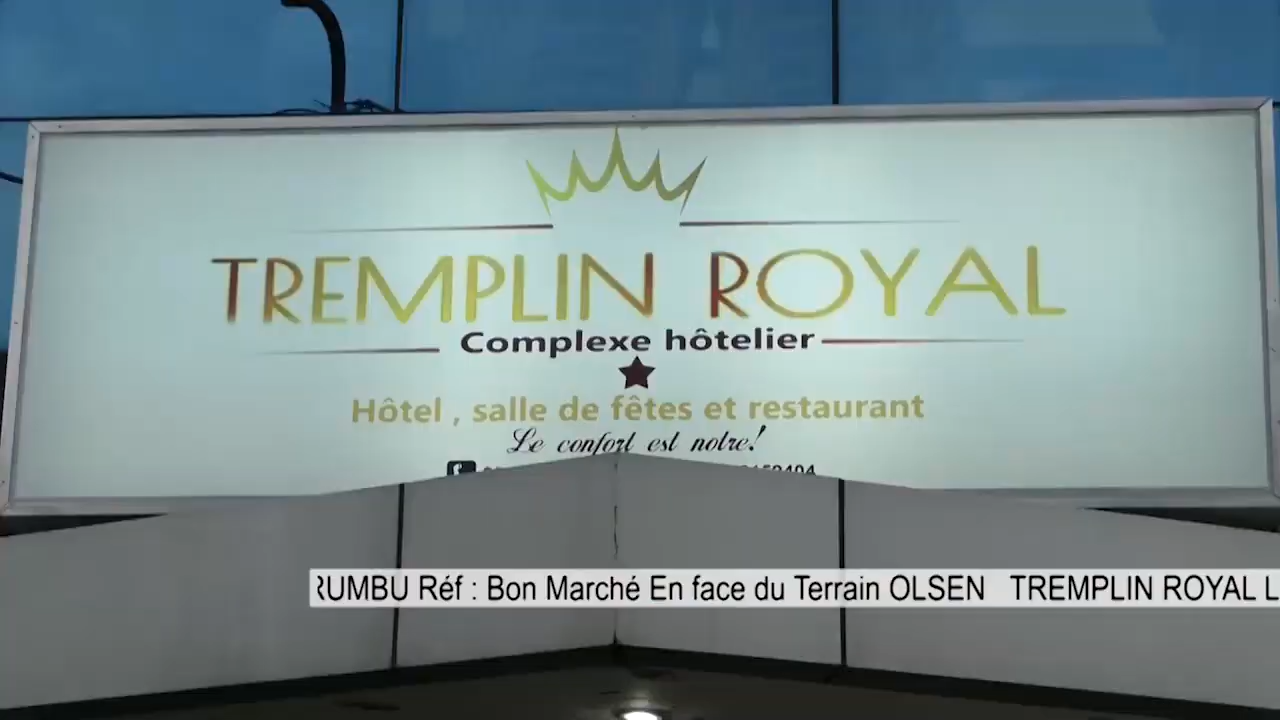 TREMPLIN ROYAL
Complexe hôtelier
Hôtel , salle de fêtes et restaurant
Le confort est notre!
RUMBU Réf : Bon Marché En face du Terrain OLSEN TREMPLIN ROYAL L